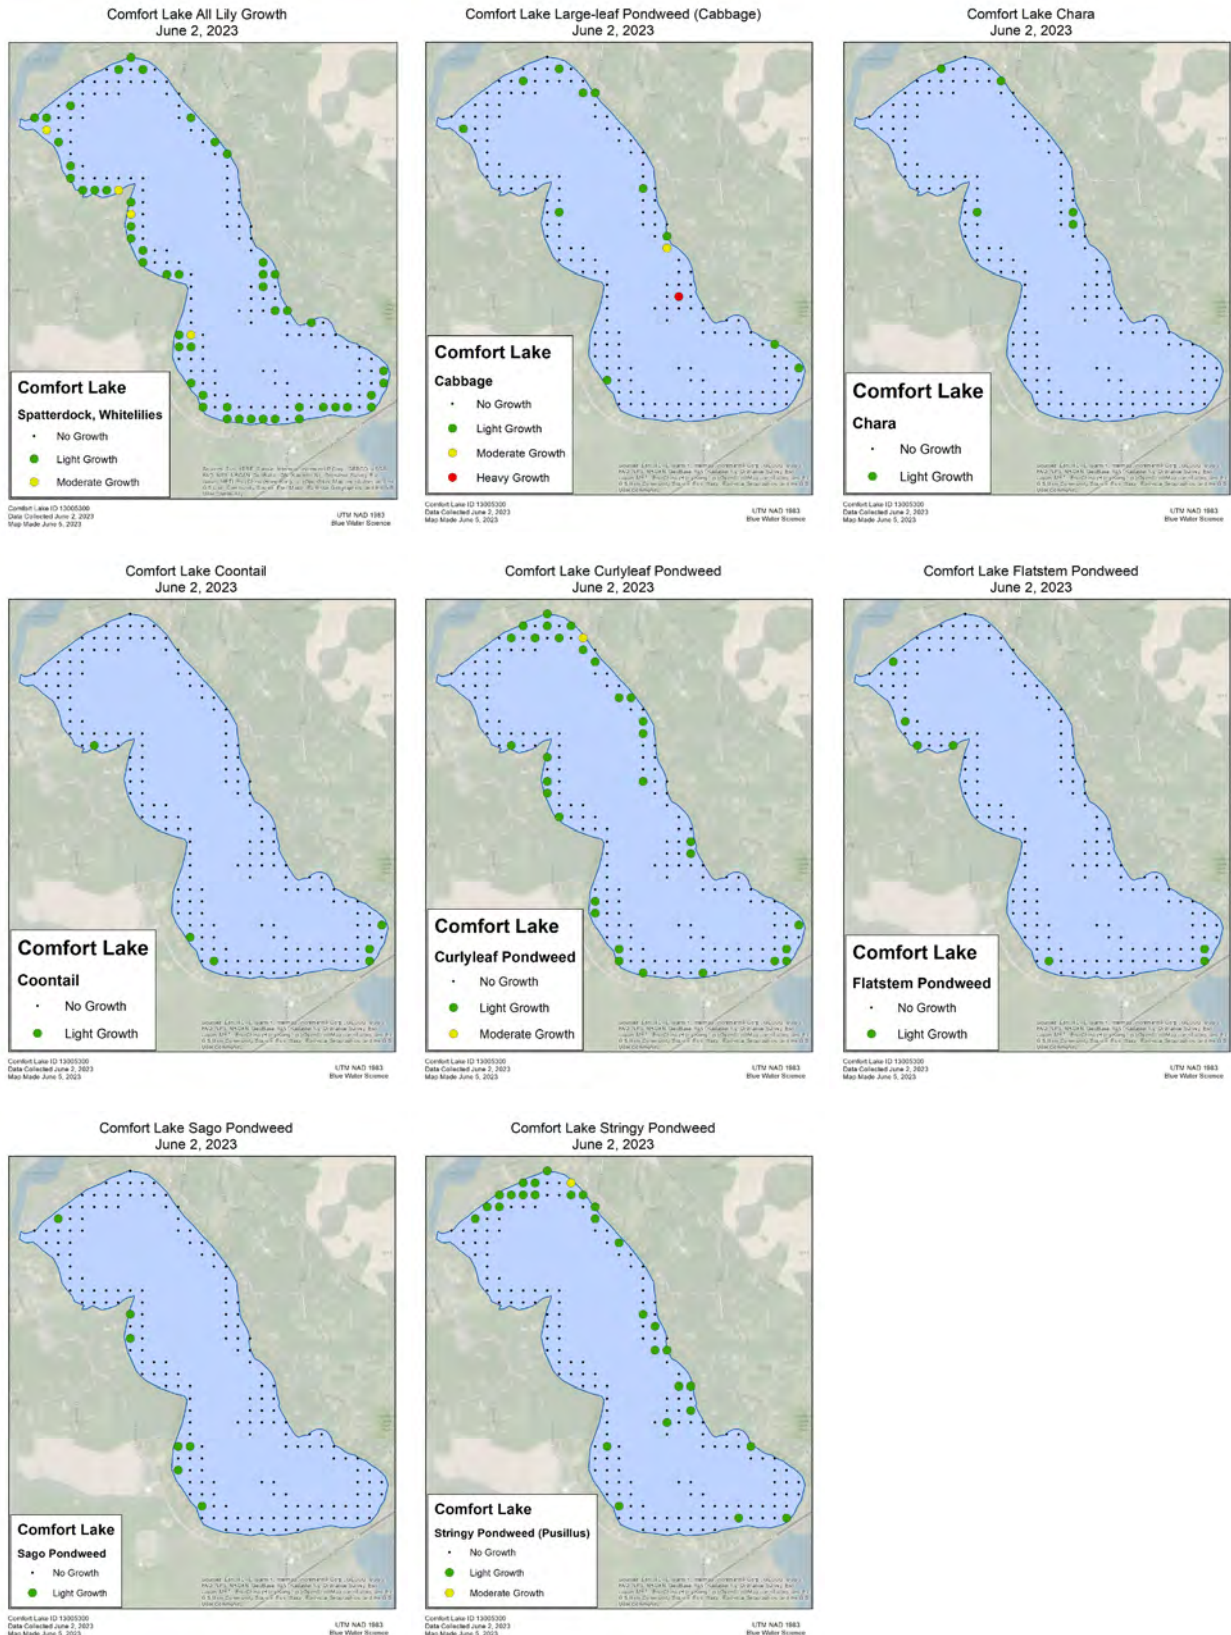 Comfort Lake All Lily Growth
June 2, 2023
Comfort Lake
Spatterdock, Whitelilies
No Growth
Light Growth
Moderate Growth
Comfort Lake ID 13005300
Data Collected June 2, 2023
Map Made June 5, 2023
UTM NAD 1983
Blue Water Science
Comfort Lake Large-leaf Pondweed (Cabbage)
June 2, 2023
Comfort Lake
Cabbage
No Growth
Light Growth
Moderate Growth
Heavy Growth
Comfort Lake ID 13005300
Data Collected June 2, 2023
Map Made June 5, 2023
UTM NAD 1983
Blue Water Science
Comfort Lake Chara
June 2, 2023
Comfort Lake
Chara
No Growth
Light Growth
Comfort Lake ID 13005300
Data Collected June 2, 2023
Map Made June 5, 2023
UTM NAD 1983
Blue Water Science
Comfort Lake Coontail
June 2, 2023
Comfort Lake
Coontail
No Growth
Light Growth
Comfort Lake ID 13005300
Data Collected June 2, 2023
Map Made June 5, 2023
UTM NAD 1983
Blue Water Science
Comfort Lake Curlyleaf Pondweed
June 2, 2023
Comfort Lake
Curlyleaf Pondweed
No Growth
Light Growth
Moderate Growth
Comfort Lake ID 13005300
Data Collected June 2, 2023
Map Made June 5, 2023
UTM NAD 1983
Blue Water Science
Comfort Lake Flatstem Pondweed
June 2, 2023
Comfort Lake
Flatstem Pondweed
No Growth
Light Growth
Comfort Lake ID 13005300
Data Collected June 2, 2023
Map Made June 5, 2023
UTM NAD 1983
Blue Water Science
Comfort Lake Sago Pondweed
June 2, 2023
Comfort Lake
Sago Pondweed
No Growth
Light Growth
Comfort Lake ID 13005300
Data Collected June 2, 2023
Map Made June 5, 2023
UTM NAD 1983
Blue Water Science
Comfort Lake Stringy Pondweed
June 2, 2023
Comfort Lake
Stringy Pondweed (Pusillus)
No Growth
Light Growth
Moderate Growth
Comfort Lake ID 13005300
Data Collected June 2, 2023
Map Made June 5, 2023
UTM NAD 1983
Blue Water Science